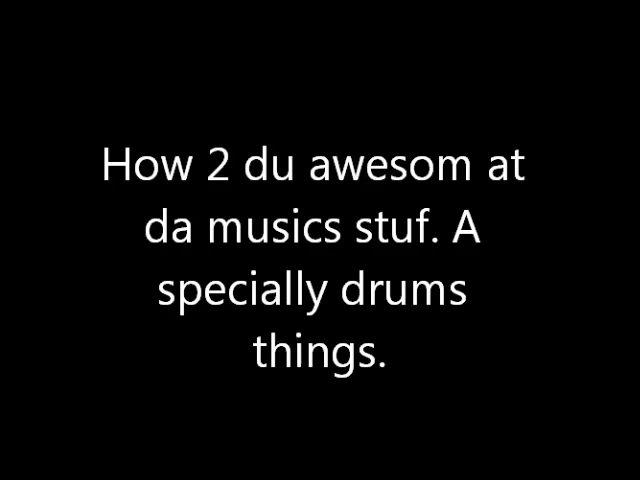 How 2 du awesom at
da musics stuf. A
specially drums
things.